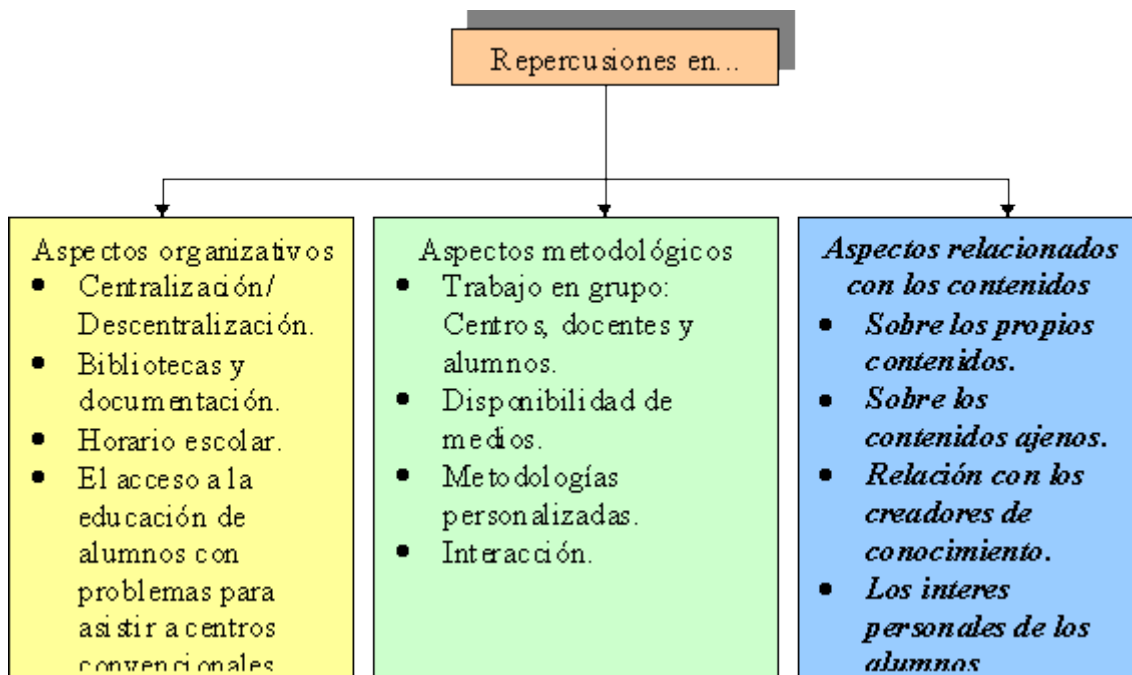 Repercusiones en...
Aspectos organizativos
• Centralización/
Descentralización.
• Bibliotecas y
documentación.
• Horario escolar.
• El acceso a la
educación de
alumnos con
problemas para
asistir a centros
convencionales
Aspectos metodológicos
• Trabajo en grupo:
Centros, docentes y
alumnos.
• Disponibilidad de
medios.
• Metodologías
personalizadas.
• Interacción.
Aspectos relacionados
con los contenidos
• Sobre los propios
contenidos.
• Sobre los
contenidos ajenos.
• Relación con los
creadores de
conocimiento.
• Los interes
personales de los
alumnos